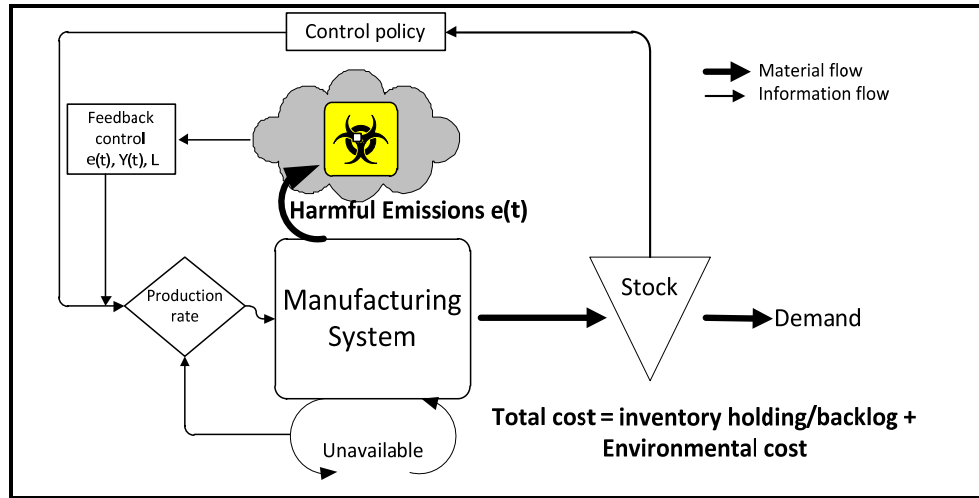 Control policy
Material flow
Information flow
Feedback
control
e(t), Y(t), L
Harmful Emissions e(t)
Production
rate
Manufacturing
System
Stock
Demand
Unavailable
Total cost = inventory holding/backlog +
Environmental cost